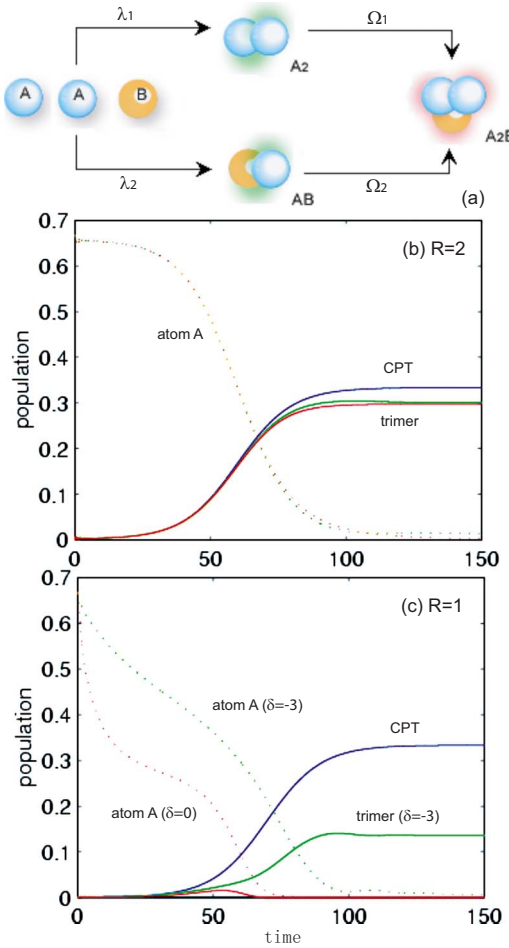 λ1
Ω1
A2
A
A
B
A2B
λ2
Ω2
AB
(a)
0.7
0.6
0.5
0.4
0.3
0.2
0.1
0
population
(b) R=2
atom A
CPT
trimer
0
50
100
150
0.7
0.6
0.5
0.4
0.3
0.2
0.1
0
population
(c) R=1
atom A (δ=-3)
CPT
atom A (δ=0)
trimer (δ=-3)
0
50
100
150
time